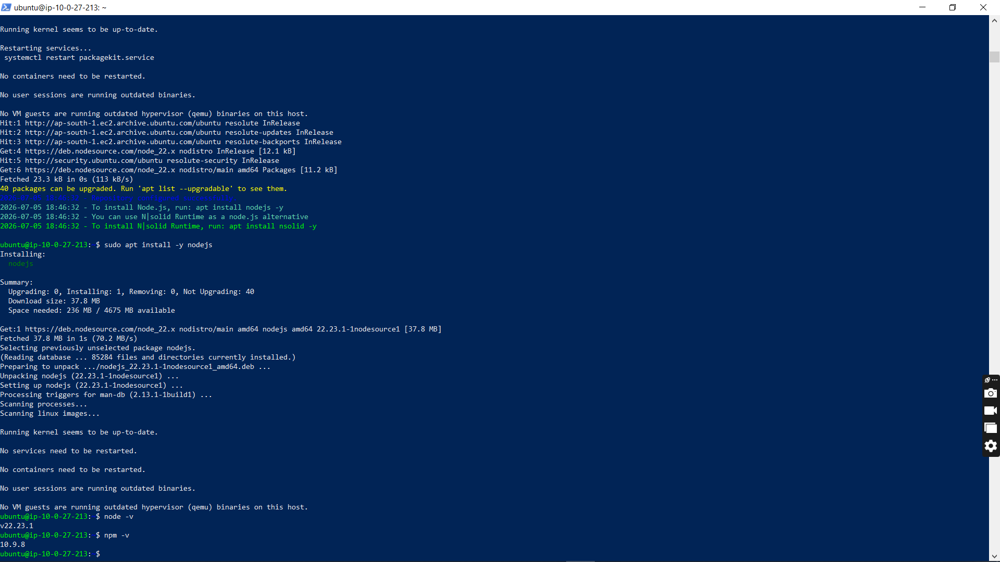 ubuntu@ip-10-0-27-213: ~
Running kernel seems to be up-to-date.
Restarting services...
systemctl restart packagekit.service
No containers need to be restarted.
No user sessions are running outdated binaries.
No VM guests are running outdated hypervisor (qemu) binaries on this host.
Hit:1 http://ap-south-1.ec2.archive.ubuntu.com/ubuntu resolute InRelease
Hit:2 http://ap-south-1.ec2.archive.ubuntu.com/ubuntu resolute-updates InRelease
Hit:3 http://ap-south-1.ec2.archive.ubuntu.com/ubuntu resolute-backports InRelease
Get:4 https://deb.nodesource.com/node_22.x nodistro InRelease [12.1 kB]
Hit:5 http://security.ubuntu.com/ubuntu resolute-security InRelease
Get:6 https://deb.nodesource.com/node_22.x nodistro/main amd64 Packages [11.2 kB]
Fetched 23.3 kB in 0s (113 kB/s)
40 packages can be upgraded. Run 'apt list --upgradable' to see them.
2026-07-05 18:46:32 - Repository configured successfully.
2026-07-05 18:46:32 - To install Node.js, run: apt install nodejs -y
2026-07-05 18:46:32 - You can use N|solid Runtime as a node.js alternative
2026-07-05 18:46:32 - To install N|solid Runtime, run: apt install nsolid -y
ubuntu@ip-10-0-27-213: $ sudo apt install -y nodejs
Installing:
nodejs
Summary:
Upgrading: 0, Installing: 1, Removing: 0, Not Upgrading: 40
Download size: 37.8 MB
Space needed: 236 MB / 4675 MB available
Get:1 https://deb.nodesource.com/node_22.x nodistro/main amd64 nodejs amd64 22.23.1-1nodesource1 [37.8 MB]
Fetched 37.8 MB in 1s (70.2 MB/s)
Selecting previously unselected package nodejs.
(Reading database ... 85284 files and directories currently installed.)
Preparing to unpack .../nodejs_22.23.1-1nodesource1_amd64.deb ...
Unpacking nodejs (22.23.1-1nodesource1) ...
Setting up nodejs (22.23.1-1nodesource1) ...
Processing triggers for man-db (2.13.1-1build1) ...
Scanning processes...
Scanning linux images...
Running kernel seems to be up-to-date.
No services need to be restarted.
No containers need to be restarted.
No user sessions are running outdated binaries.
No VM guests are running outdated hypervisor (qemu) binaries on this host.
ubuntu@ip-10-0-27-213: $ node -v
v22.23.1
ubuntu@ip-10-0-27-213: $ npm -v
10.9.8
ubuntu@ip-10-0-27-213: $